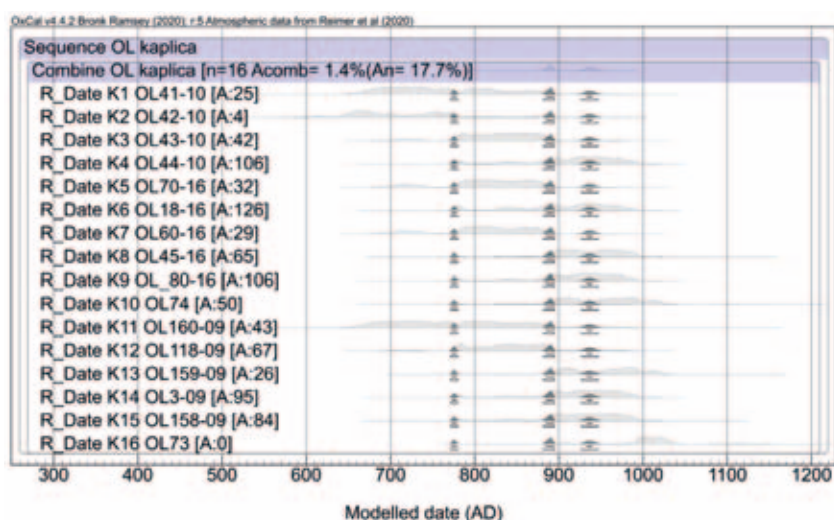 OxCal v4.4.2 Bronk Ramsey (2020); r:5 Atmospheric data from Reimer et al (2020)
Sequence OL kaplica
Combine OL kaplica [n=16 Acomb= 1.4%(An= 17.7%)]
R_Date K1 OL41-10 [A:25]
R_Date K2 OL42-10 [A:4]
R_Date K3 OL43-10 [A:42]
R_Date K4 OL44-10 [A:106]
R_Date K5 OL70-16 [A:32]
R_Date K6 OL18-16 [A:126]
R_Date K7 OL60-16 [A:29]
R_Date K8 OL45-16 [A:65]
R_Date K9 OL_80-16 [A:106]
R_Date K10 OL74 [A:50]
R_Date K11 OL160-09 [A:43]
R_Date K12 OL118-09 [A:67]
R_Date K13 OL159-09 [A:26]
R_Date K14 OL3-09 [A:95]
R_Date K15 OL158-09 [A:84]
R_Date K16 OL73 [A:0]
300 400 500 600 700 800 900 1000 1100 1200
Modelled date (AD)